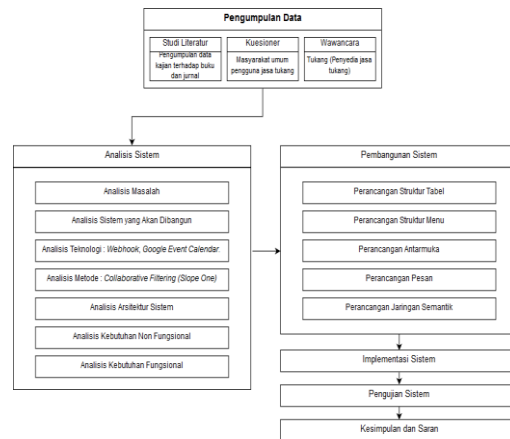 Pengumpulan Data
Studi Literatur
Pengumpulan data
kajian terhadap buku
dan jurnal
Kuesioner
Masyarakat umum
pengguna jasa tukang
Wawancara
Tukang (Penyedia jasa
tukang)
Analisis Sistem
Analisis Masalah
Analisis Sistem yang Akan Dibangun
Analisis Teknologi : Webhook, Google Event Calendar.
Analisis Metode : Collaborative Filtering (Slope One)
Analisis Arsitektur Sistem
Analisis Kebutuhan Non Fungsional
Analisis Kebutuhan Fungsional
Pembangunan Sistem
Perancangan Struktur Tabel
Perancangan Struktur Menu
Perancangan Antarmuka
Perancangan Pesan
Perancangan Jaringan Semantik
Implementasi Sistem
Pengujian Sistem
Kesimpulan dan Saran